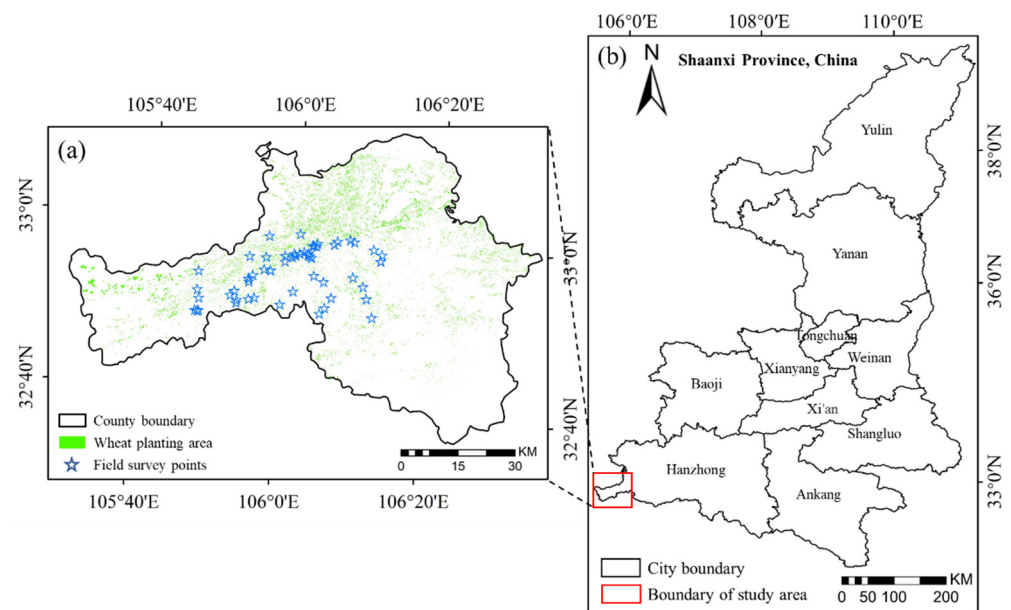 105°40′E 106°0′E 106°20′E
(a)
33°0′N
32°40′N
33°0′N
32°40′N
County boundary
Wheat planting area
Field survey points
KM
0 15 30
105°40′E 106°0′E 106°20′E
106°0′E 108°0′E 110°0′E
(b)
N
Shaanxi Province, China
Yulin
Yanan
Tongchuan
Weinan
Xianyang
Baoji
Xi'an
Shangluo
Hanzhong
Ankang
38°0′N
36°0′N
33°0′N
City boundary
Boundary of study area
KM
0 50 100 200